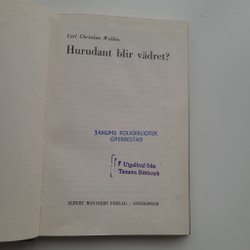 Carl Christian Wallén
Hurudant blir vädret?
TANUMS FOLKBIBLIOTEK
GREBBESTAD
Utgallrad från
Tanums Bibliotek
ALBERT BONNIERS FÖRLAG · STOCKHOLM